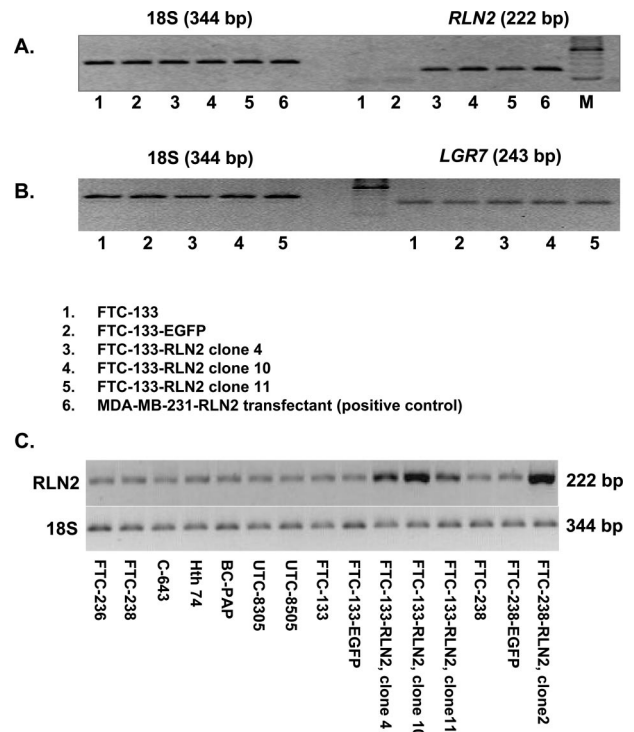 18S (344 bp) RLN2 (222 bp)
A.
1 2 3 4 5 6 1 2 3 4 5 6 M
18S (344 bp) LGR7 (243 bp)
B.
1 2 3 4 5 1 2 3 4 5
1. FTC-133
2. FTC-133-EGFP
3. FTC-133-RLN2 clone 4
4. FTC-133-RLN2 clone 10
5. FTC-133-RLN2 clone 11
6. MDA-MB-231-RLN2 transfectant (positive control)
C.
RLN2 222 bp
18S 344 bp
FTC-236
FTC-238
C-643
Hth 74
BC-PAP
UTC-8305
UTC-8505
FTC-133
FTC-133-EGFP
FTC-133-RLN2, clone 4
FTC-133-RLN2, clone 10
FTC-133-RLN2, clone11
FTC-238
FTC-238-EGFP
FTC-238-RLN2, clone2